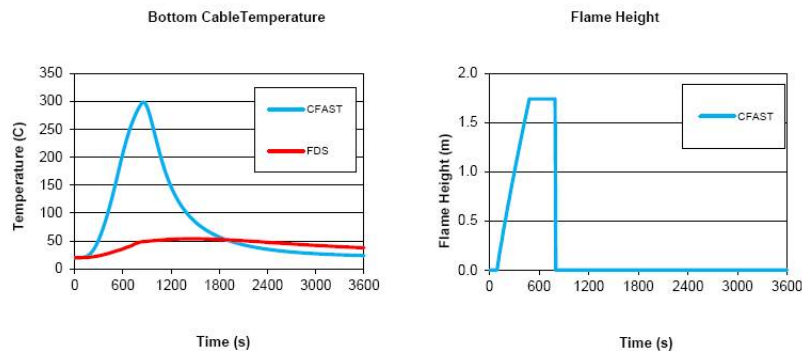 Bottom CableTemperature
350
300
250
200
150
100
50
0
Temperature (C)
CFAST
FDS
0 600 1200 1800 2400 3000 3600
Time (s)
Flame Height
2.0
1.5
1.0
0.5
0.0
Flame Height (m)
CFAST
0 600 1200 1800 2400 3000 3600
Time (s)